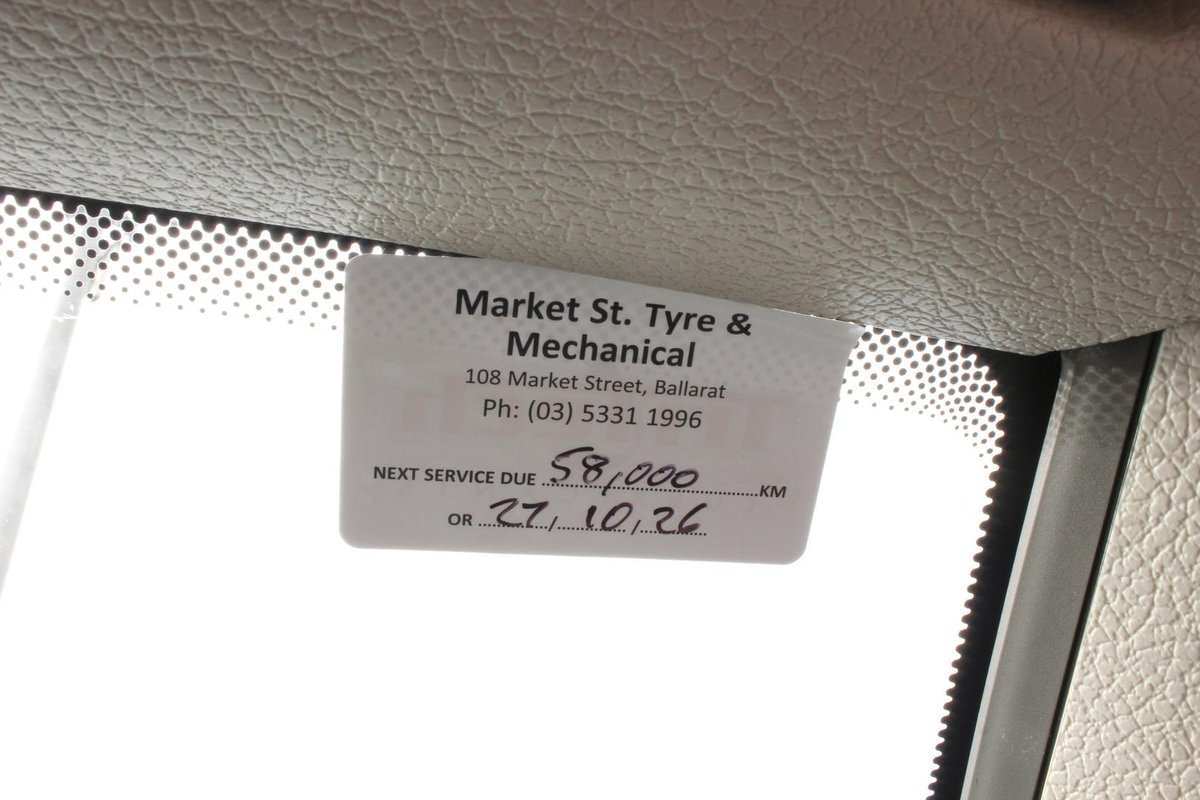 Market St. Tyre &
Mechanical
108 Market Street, Ballarat
Ph: (03) 5331 1996
NEXT SERVICE DUE 58,000 KM
OR 27/10/26